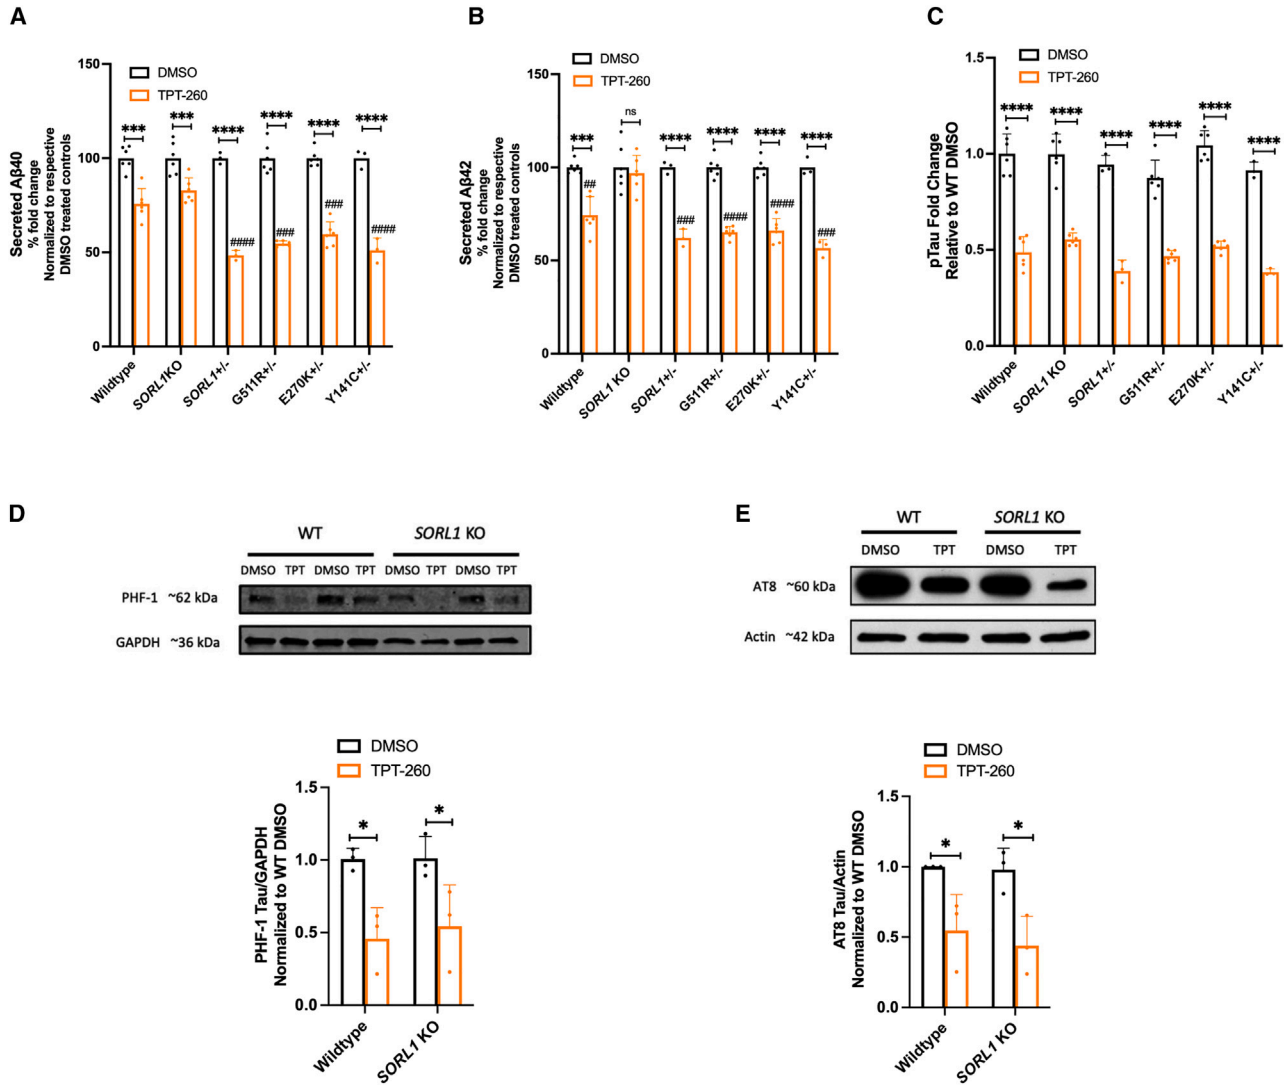 A
150
100
50
0
Secreted Aβ40
% fold change
Normalized to respective
DMSO treated controls
DMSO
TPT-260
***
***
****
****
****
****
####
###
###
####
Wildtype
SORL1KO
SORL1+/-
G511R+/-
E270K+/-
Y141C+/-
B
150
100
50
0
Secreted Aβ42
% fold change
Normalized to respective
DMSO treated controls
DMSO
TPT-260
***
ns
****
****
****
****
##
###
####
####
###
Wildtype
SORL1 KO
SORL1+/-
G511R+/-
E270K+/-
Y141C+/-
C
1.5
1.0
0.5
0.0
pTau Fold Change
Relative to WT DMSO
DMSO
TPT-260
****
****
****
****
****
****
Wildtype
SORL1 KO
SORL1+/-
G511R+/-
E270K+/-
Y141C+/-
D
WT
SORL1 KO
DMSO TPT DMSO TPT DMSO TPT DMSO TPT
PHF-1 ~62 kDa
GAPDH ~36 kDa
DMSO
TPT-260
1.5
1.0
0.5
0.0
PHF-1 Tau/GAPDH
Normalized to WT DMSO
*
*
Wildtype
SORL1 KO
E
WT
SORL1 KO
DMSO TPT DMSO TPT
AT8 ~60 kDa
Actin ~42 kDa
DMSO
TPT-260
1.5
1.0
0.5
0.0
AT8 Tau/Actin
Normalized to WT DMSO
*
*
Wildtype
SORL1 KO